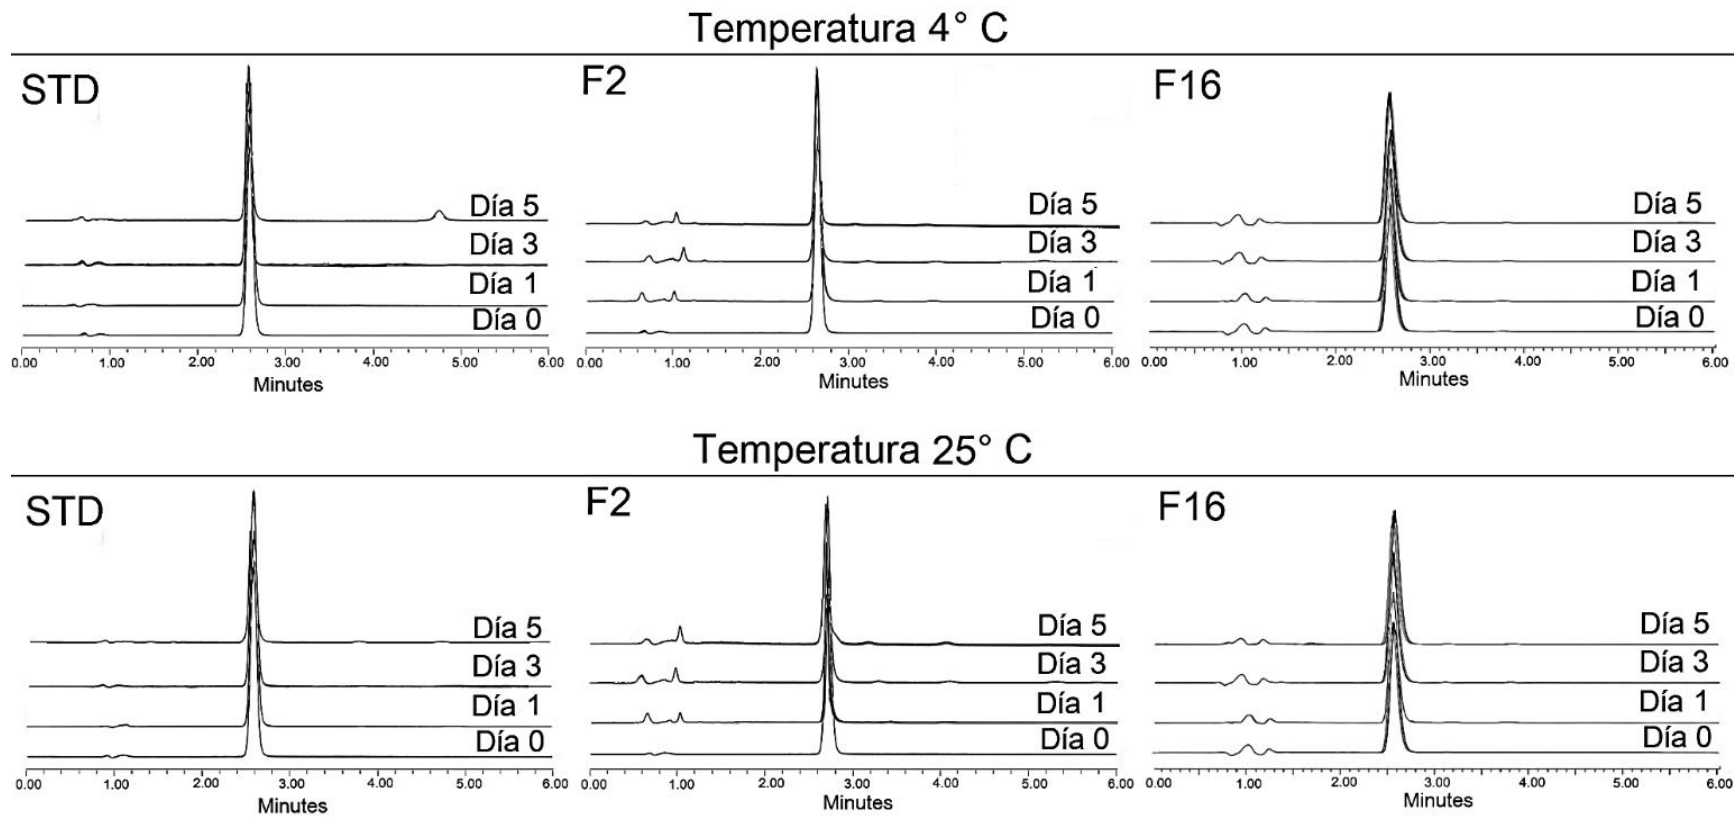 Temperatura 4° C
STD
Día 5
Día 3
Día 1
Día 0
0.00 1.00 2.00 3.00 4.00 5.00 6.00
Minutes
F2
Día 5
Día 3
Día 1
Día 0
0.00 1.00 2.00 3.00 4.00 5.00 6.00
Minutes
F16
Día 5
Día 3
Día 1
Día 0
0.00 1.00 2.00 3.00 4.00 5.00 6.00
Minutes
Temperatura 25° C
STD
Día 5
Día 3
Día 1
Día 0
0.00 1.00 2.00 3.00 4.00 5.00 6.00
Minutes
F2
Día 5
Día 3
Día 1
Día 0
0.00 1.00 2.00 3.00 4.00 5.00 6.00
Minutes
F16
Día 5
Día 3
Día 1
Día 0
0.00 1.00 2.00 3.00 4.00 5.00 6.00
Minutes